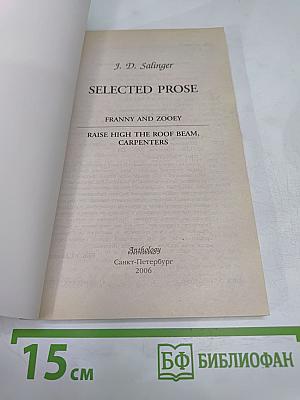 J. D. Salinger
SELECTED PROSE
FRANNY AND ZOOEY
RAISE HIGH THE ROOF BEAM,
CARPENTERS
Anthology
Санкт-Петербург
2006
15 см
БФ БИБЛИОФАН